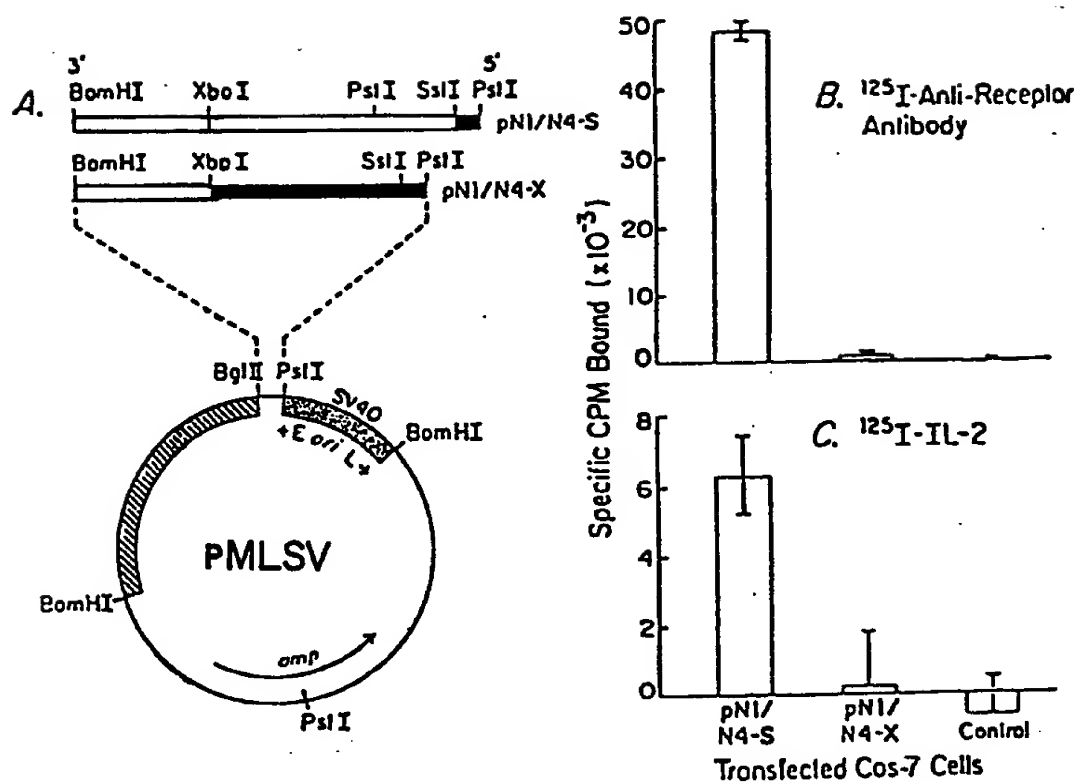 A.
3' 5'
BomHI XboI PstI SstI PstI
pN1/N4-S
BomHI XbaI SstI PstI
pN1/N4-X
BglII PstI
SV40
+E ori L
BomHI
pMLSV
BomHI
amp
PstI
Specific CPM Bound (x10-3)
50
40
30
20
10
0
B. 125I-Anti-Receptor
Antibody
8
6
4
2
0
C. 125I-IL-2
pN1/ pN1/ Control
N4-S N4-X
Transfected Cos-7 Cells